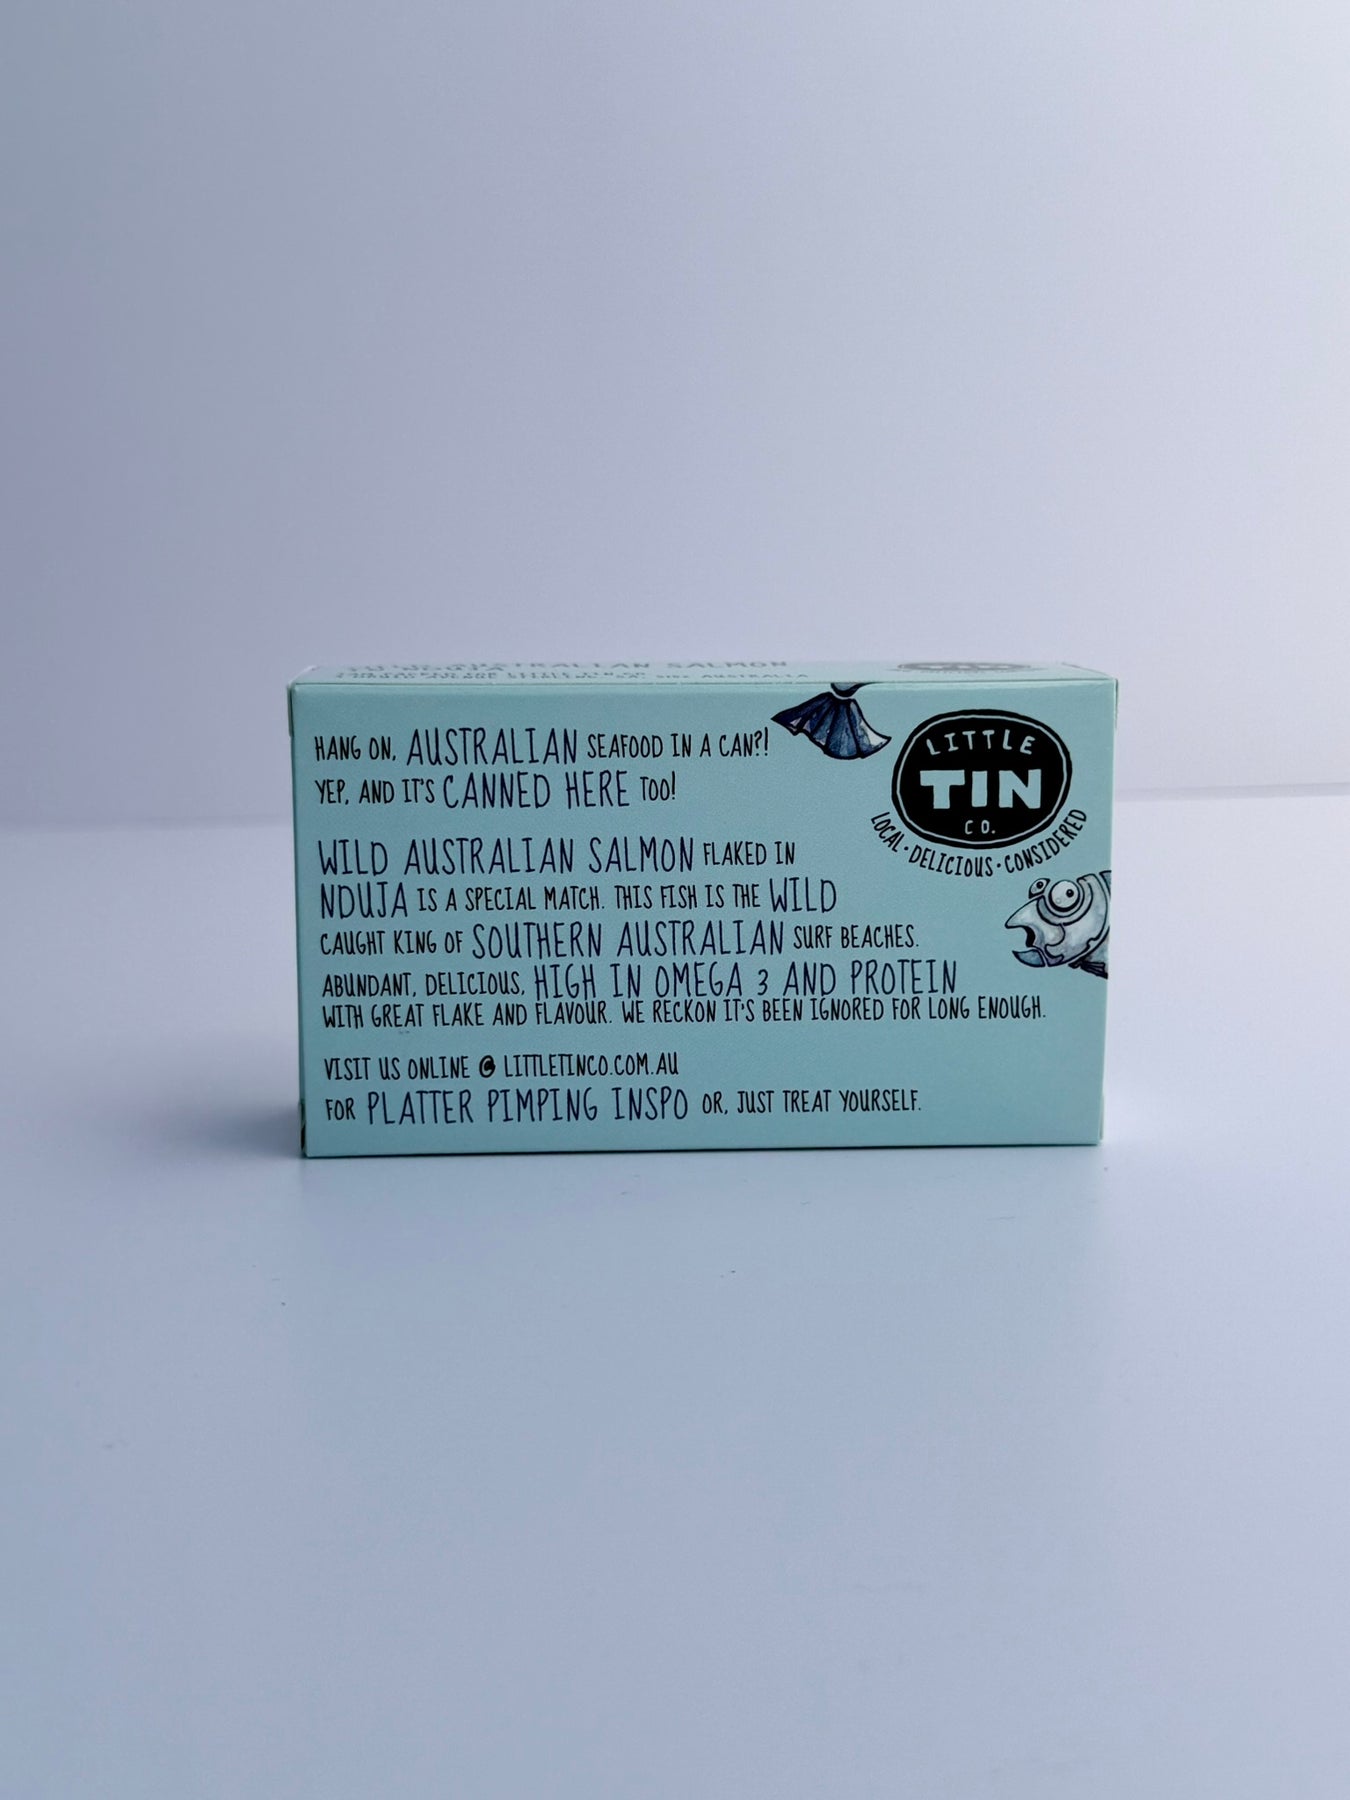 AUSTRALIAN SALMON
HANG ON, AUSTRALIAN SEAFOOD IN A CAN?!
YEP, AND IT'S CANNED HERE TOO!
WILD AUSTRALIAN SALMON FLAKED IN
NDUJA IS A SPECIAL MATCH. THIS FISH IS THE WILD
CAUGHT KING OF SOUTHERN AUSTRALIAN SURF BEACHES.
ABUNDANT, DELICIOUS, HIGH IN OMEGA 3 AND PROTEIN
WITH GREAT FLAKE AND FLAVOUR. WE RECKON IT'S BEEN IGNORED FOR LONG ENOUGH.
VISIT US ONLINE @ LITTLETINCO.COM.AU
FOR PLATTER PIMPING INSPO OR, JUST TREAT YOURSELF.
LITTLE
TIN
CO.
LOCAL · DELICIOUS · CONSIDERED